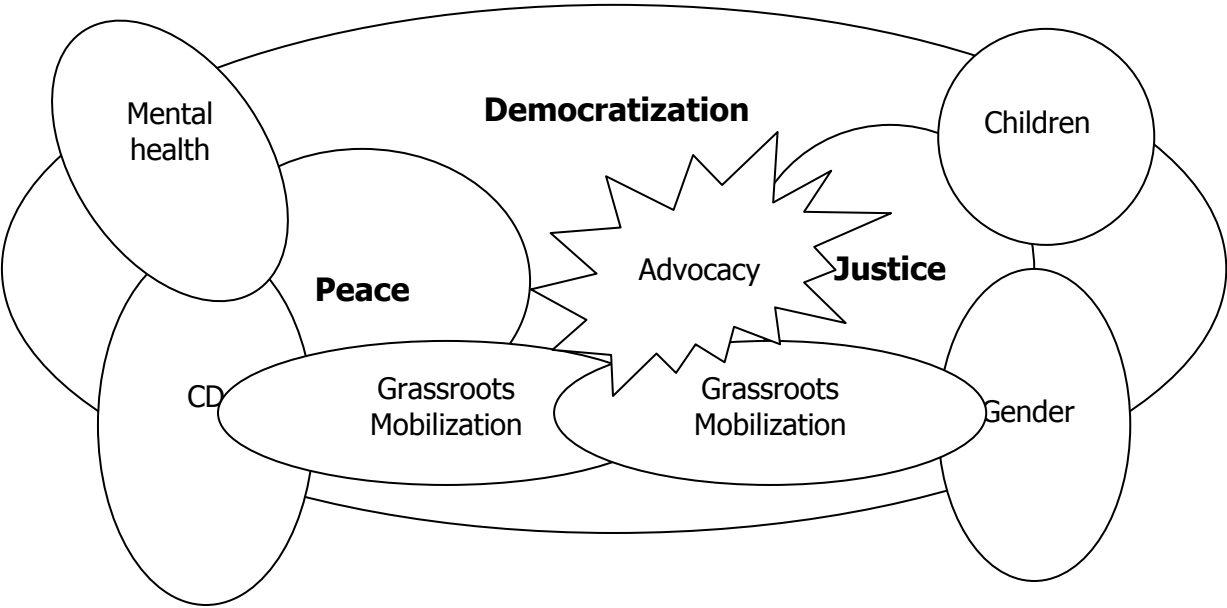 Democratization
Mental
health
Children
Advocacy
Justice
Peace
CD
Grassroots
Mobilization
Grassroots
Mobilization
Gender